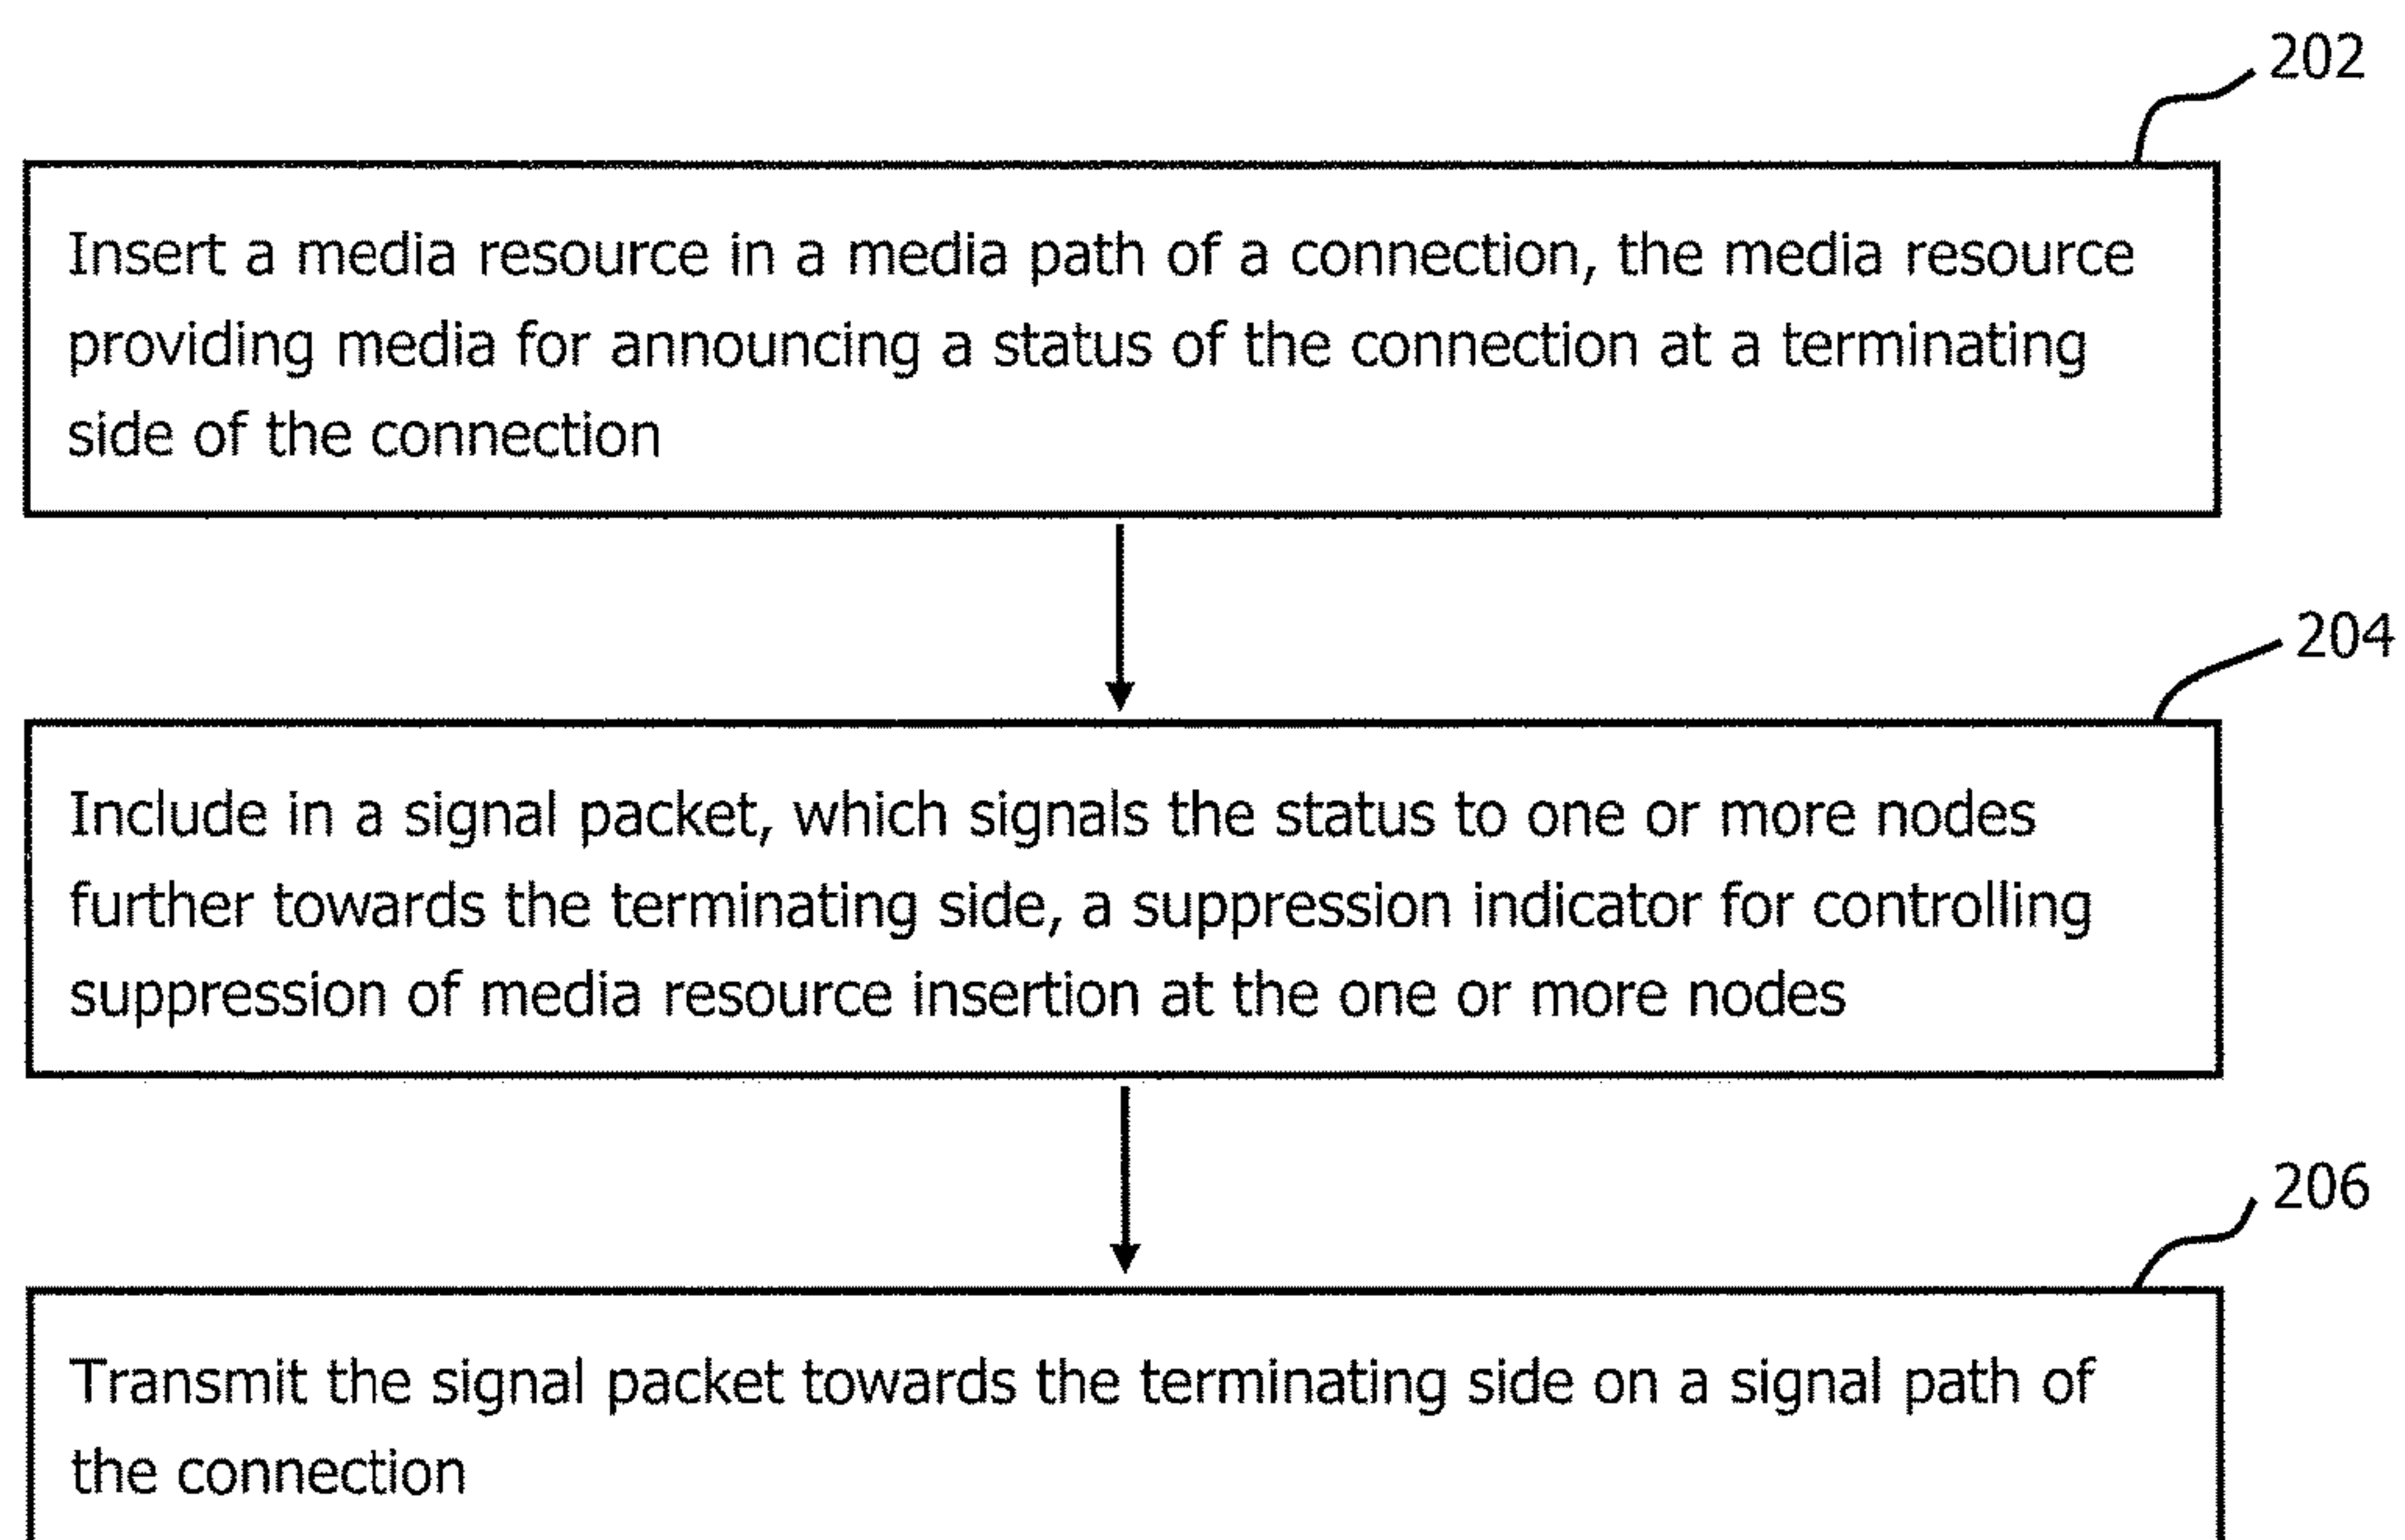 202
Insert a media resource in a media path of a connection, the media resource
providing media for announcing a status of the connection at a terminating
side of the connection
204
Include in a signal packet, which signals the status to one or more nodes
further towards the terminating side, a suppression indicator for controlling
suppression of media resource insertion at the one or more nodes
206
Transmit the signal packet towards the terminating side on a signal path of
the connection